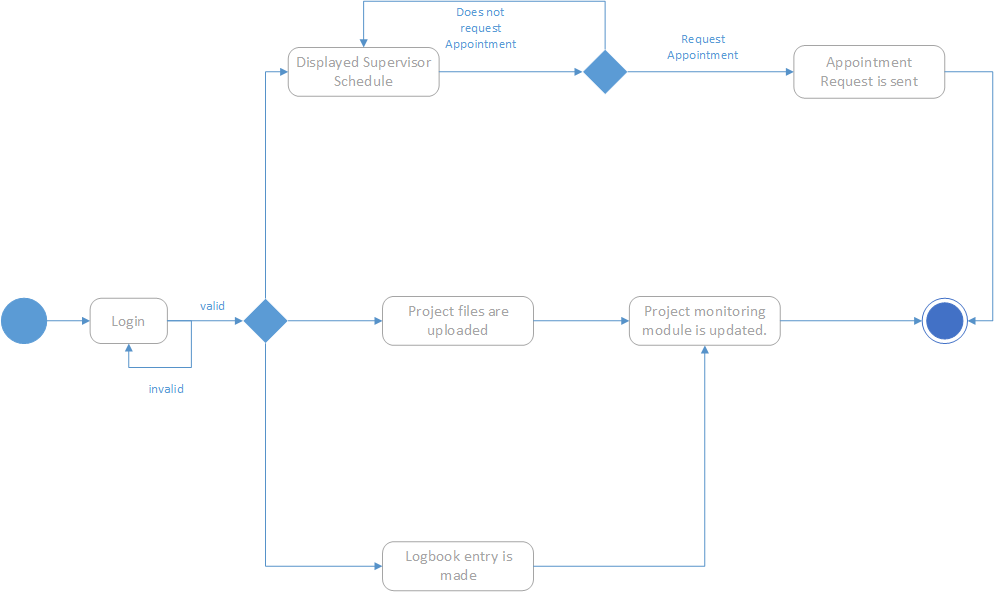 Does not
request
Appointment
Request
Appointment
Displayed Supervisor
Schedule
Appointment
Request is sent
valid
Login
invalid
Project files are
uploaded
Project monitoring
module is updated.
Logbook entry is
made